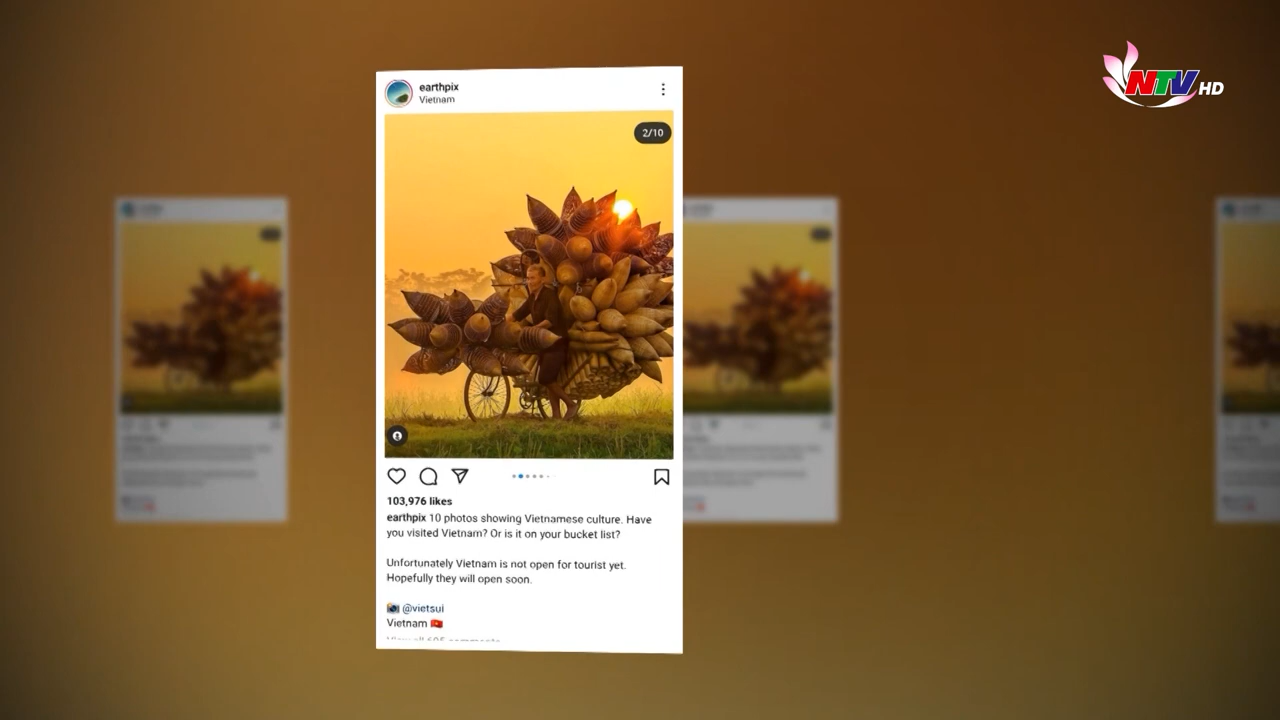 earthpix
Vietnam
2/10
NTV HD
103,976 likes
earthpix 10 photos showing Vietnamese culture. Have
you visited Vietnam? Or is it on your bucket list?
Unfortunately Vietnam is not open for tourist yet.
Hopefully they will open soon.
@vietsui
Vietnam